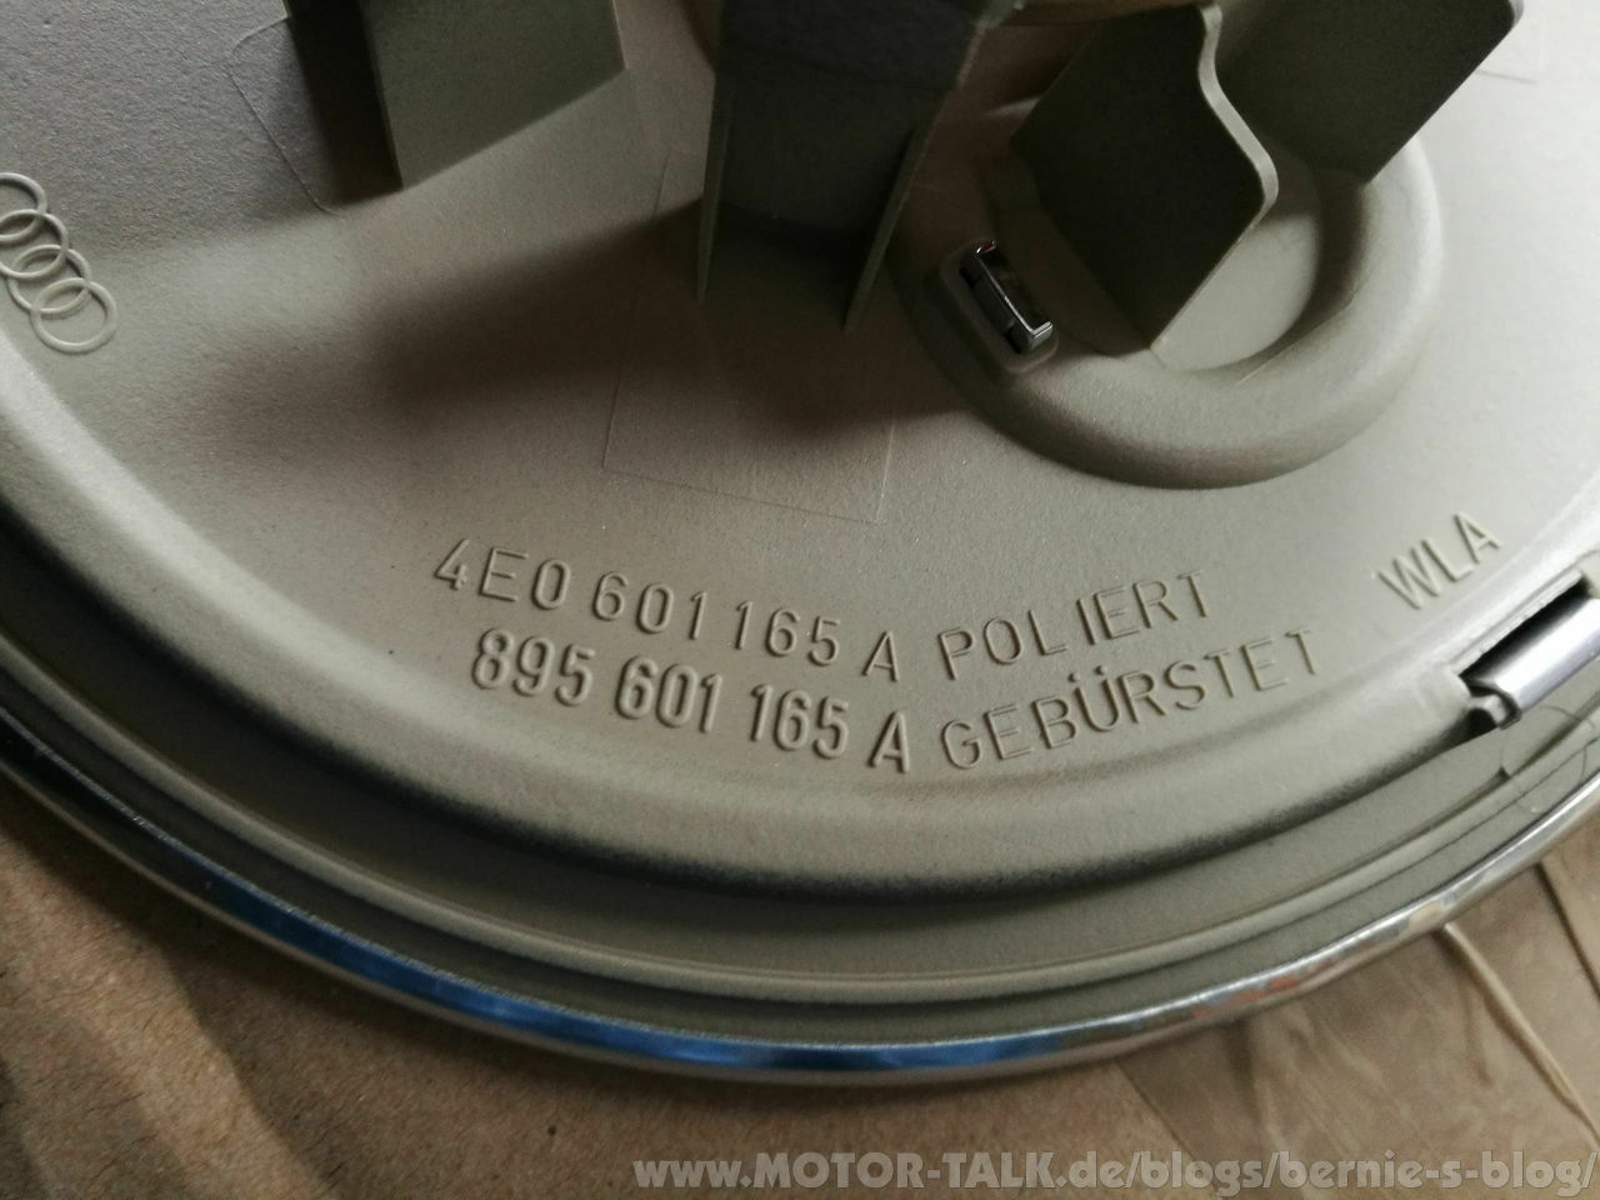 4E0 601 165 A POLIERT
895 601 165 A GEBÜRSTET
WLA
www.MOTOR-TALK.de/blogs/bernie-s-blog/